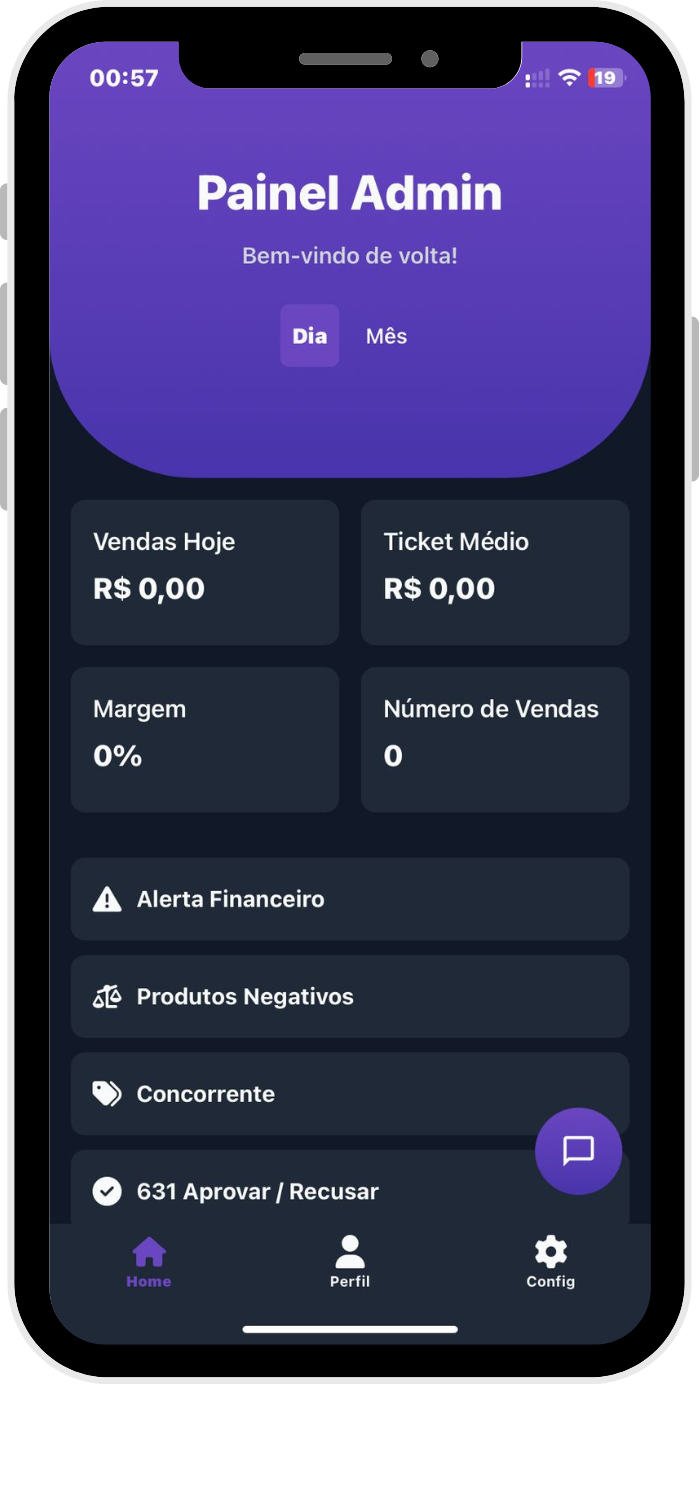 00:57
19
Painel Admin
Bem-vindo de volta!
Dia Mês
Vendas Hoje
R$ 0,00
Ticket Médio
R$ 0,00
Margem
0%
Número de Vendas
0
Alerta Financeiro
Produtos Negativos
Concorrente
631 Aprovar / Recusar
Home Perfil Config